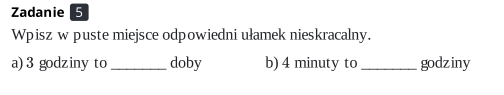 Zadanie 5
Wpisz w puste miejsce odpowiedni ułamek nieskracalny.
a) 3 godziny to _______ doby b) 4 minuty to _______ godziny